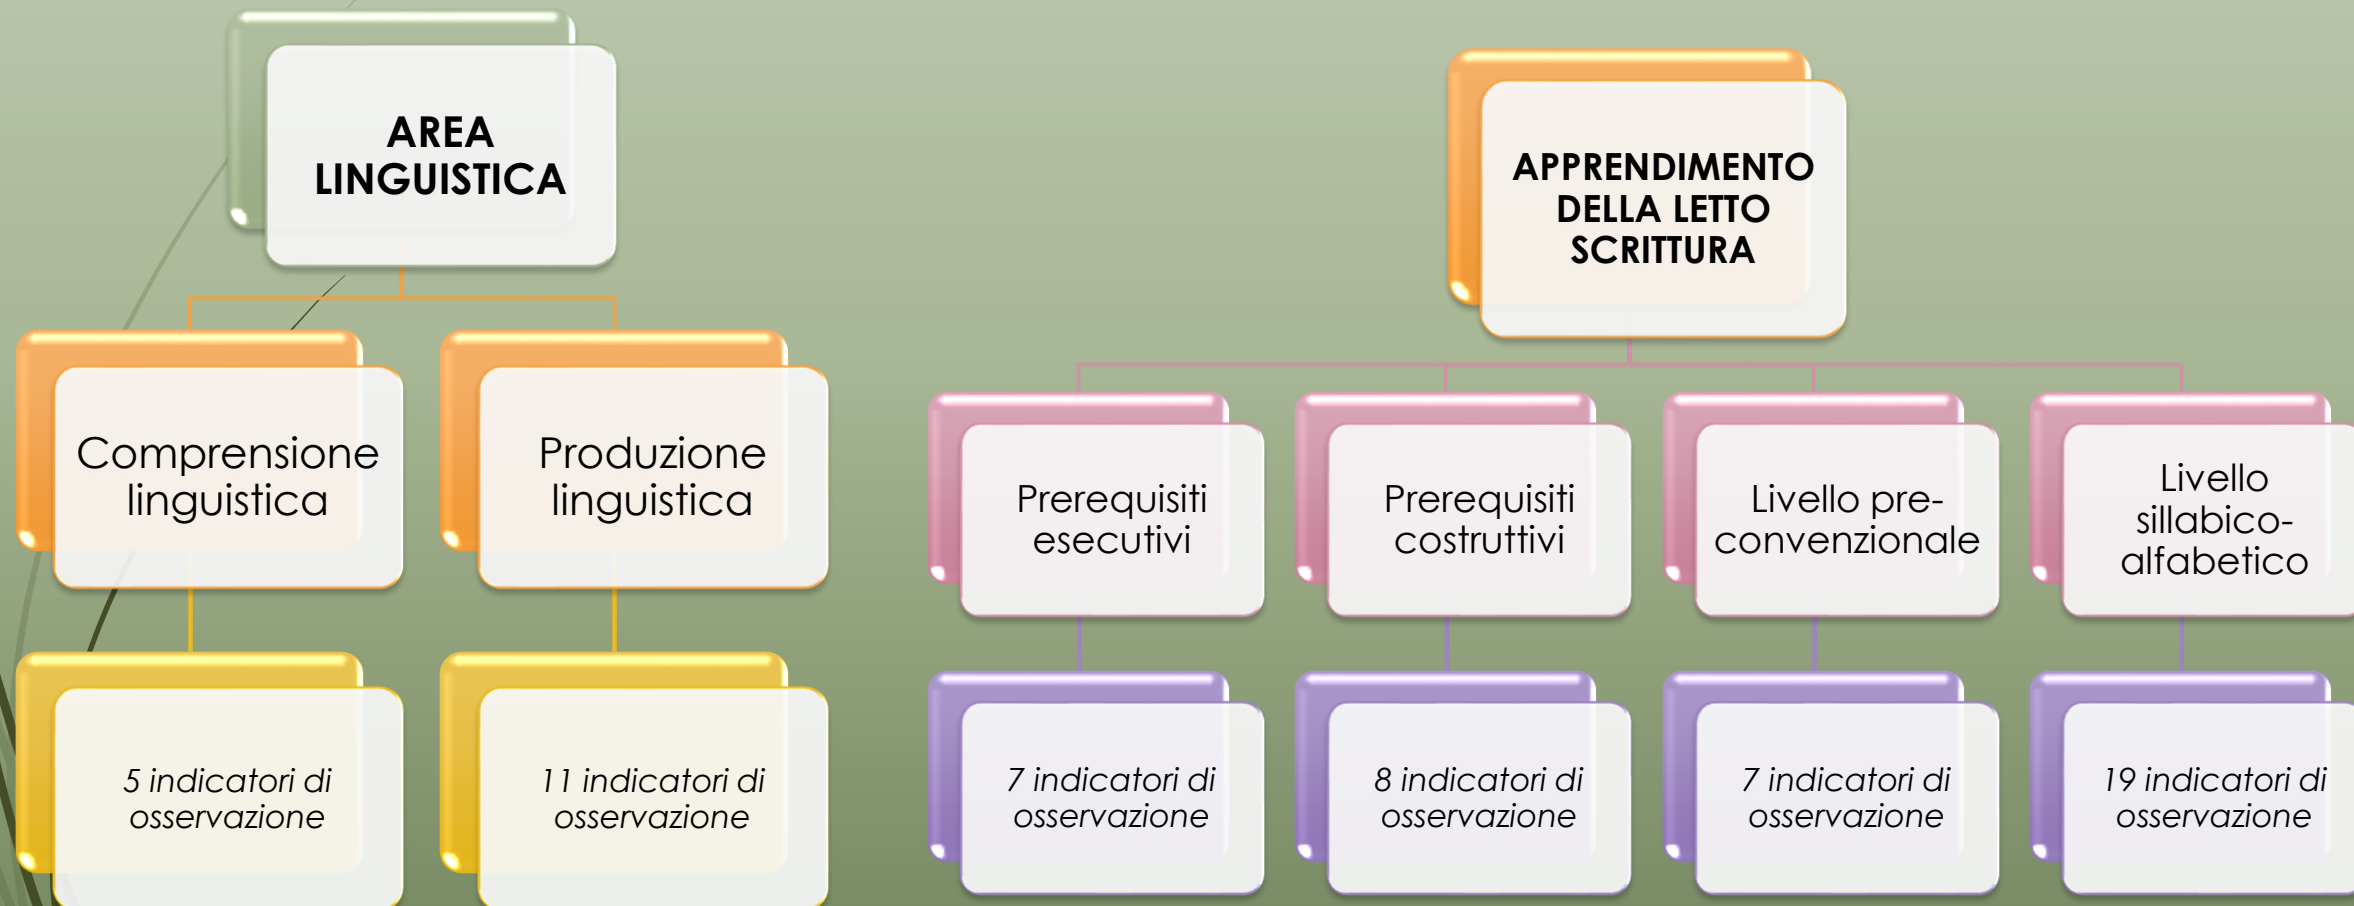 AREA
LINGUISTICA
Comprensione
linguistica
Produzione
linguistica
5 indicatori di
osservazione
11 indicatori di
osservazione
APPRENDIMENTO
DELLA LETTO
SCRITTURA
Prerequisiti
esecutivi
Prerequisiti
costruttivi
Livello pre-
convenzionale
Livello
sillabico-
alfabetico
7 indicatori di
osservazione
8 indicatori di
osservazione
7 indicatori di
osservazione
19 indicatori di
osservazione